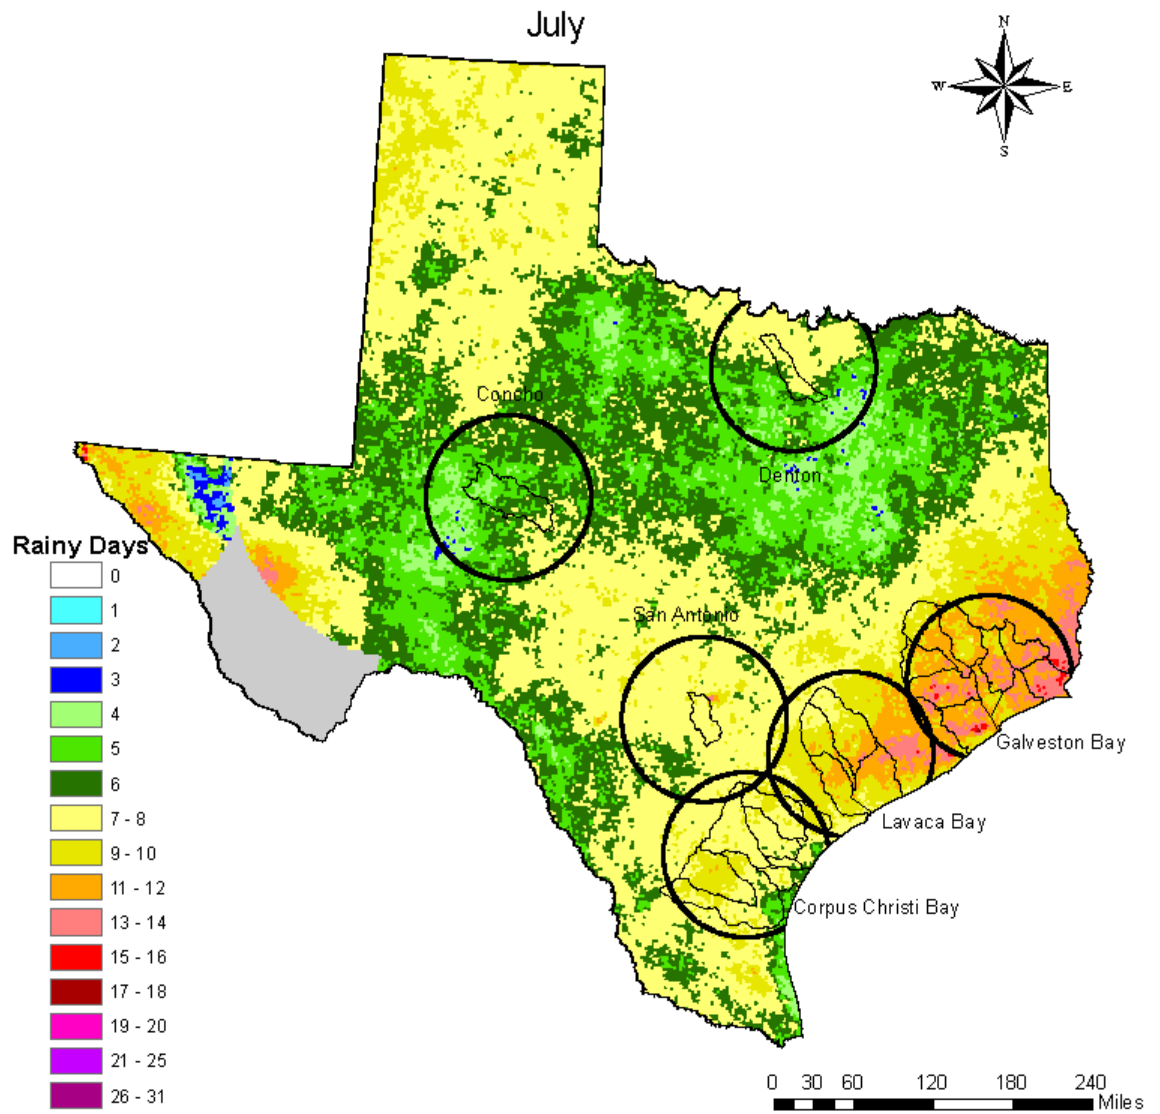 July
N
W E
S
Concho
Denton
Rainy Days
0
1
2
3
4
5
6
7 - 8
9 - 10
11 - 12
13 - 14
15 - 16
17 - 18
19 - 20
21 - 25
26 - 31
San Antonio
Galveston Bay
Lavaca Bay
Corpus Christi Bay
0 30 60 120 180 240
Miles